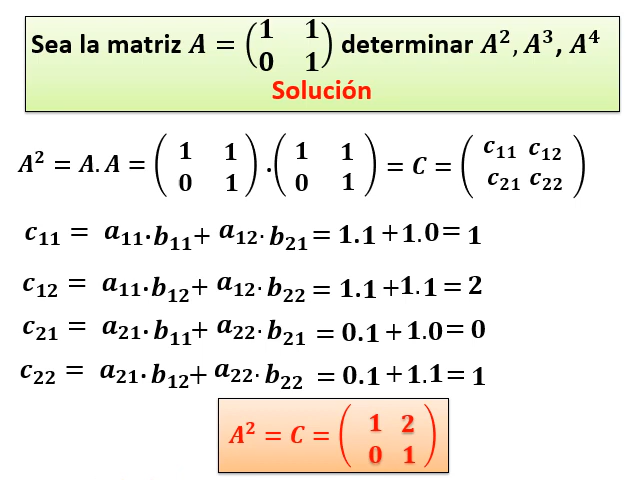 Sea la matriz A = (1 1 0 1) determinar A², A³, A⁴
Solución
A² = A.A = (1 1 0 1).(1 1 0 1) = C = (c₁₁ c₁₂ c₂₁ c₂₂)
c₁₁ = a₁₁.b₁₁+ a₁₂.b₂₁ = 1.1+1.0= 1
c₁₂ = a₁₁.b₁₂+ a₁₂.b₂₂ = 1.1+1.1=2
c₂₁ = a₂₁.b₁₁+ a₂₂.b₂₁ = 0.1+1.0=0
c₂₂ = a₂₁.b₁₂+ a₂₂.b₂₂ = 0.1+1.1=1
A² = C = (1 2 0 1)